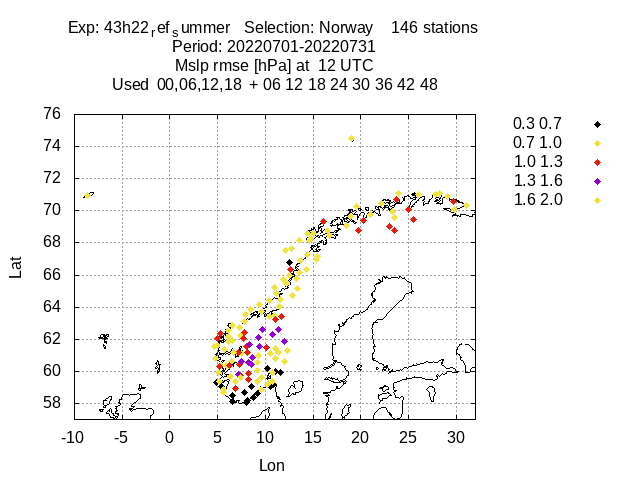 Exp: 43h22refsummer Selection: Norway 146 stations
Period: 20220701-20220731
Mslp rmse [hPa] at 12 UTC
Used 00,06,12,18 + 06 12 18 24 30 36 42 48
76
74
72
70
68
66
64
62
60
58
Lat
-10 -5 0 5 10 15 20 25 30
Lon
0.3 0.7
0.7 1.0
1.0 1.3
1.3 1.6
1.6 2.0